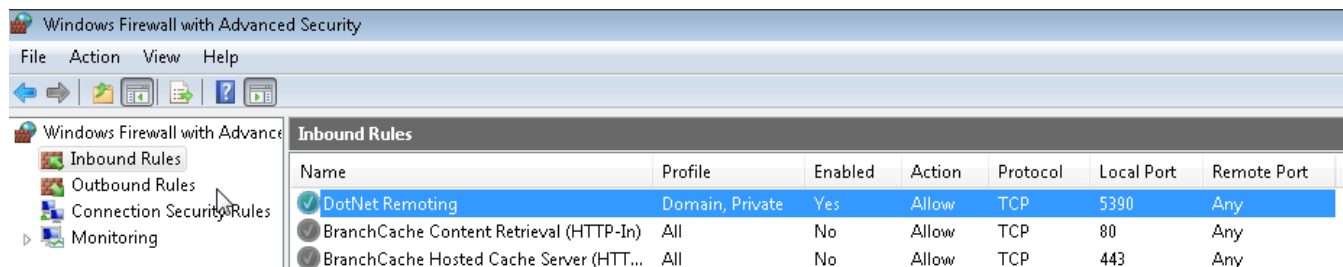 Windows Firewall with Advanced Security
File Action View Help
Windows Firewall with Advance
Inbound Rules
Outbound Rules
Connection Security Rules
Monitoring
Inbound Rules
Name Profile Enabled Action Protocol Local Port Remote Port
DotNet Remoting Domain, Private Yes Allow TCP 5390 Any
BranchCache Content Retrieval (HTTP-In) All No Allow TCP 80 Any
BranchCache Hosted Cache Server (HTT... All No Allow TCP 443 Any